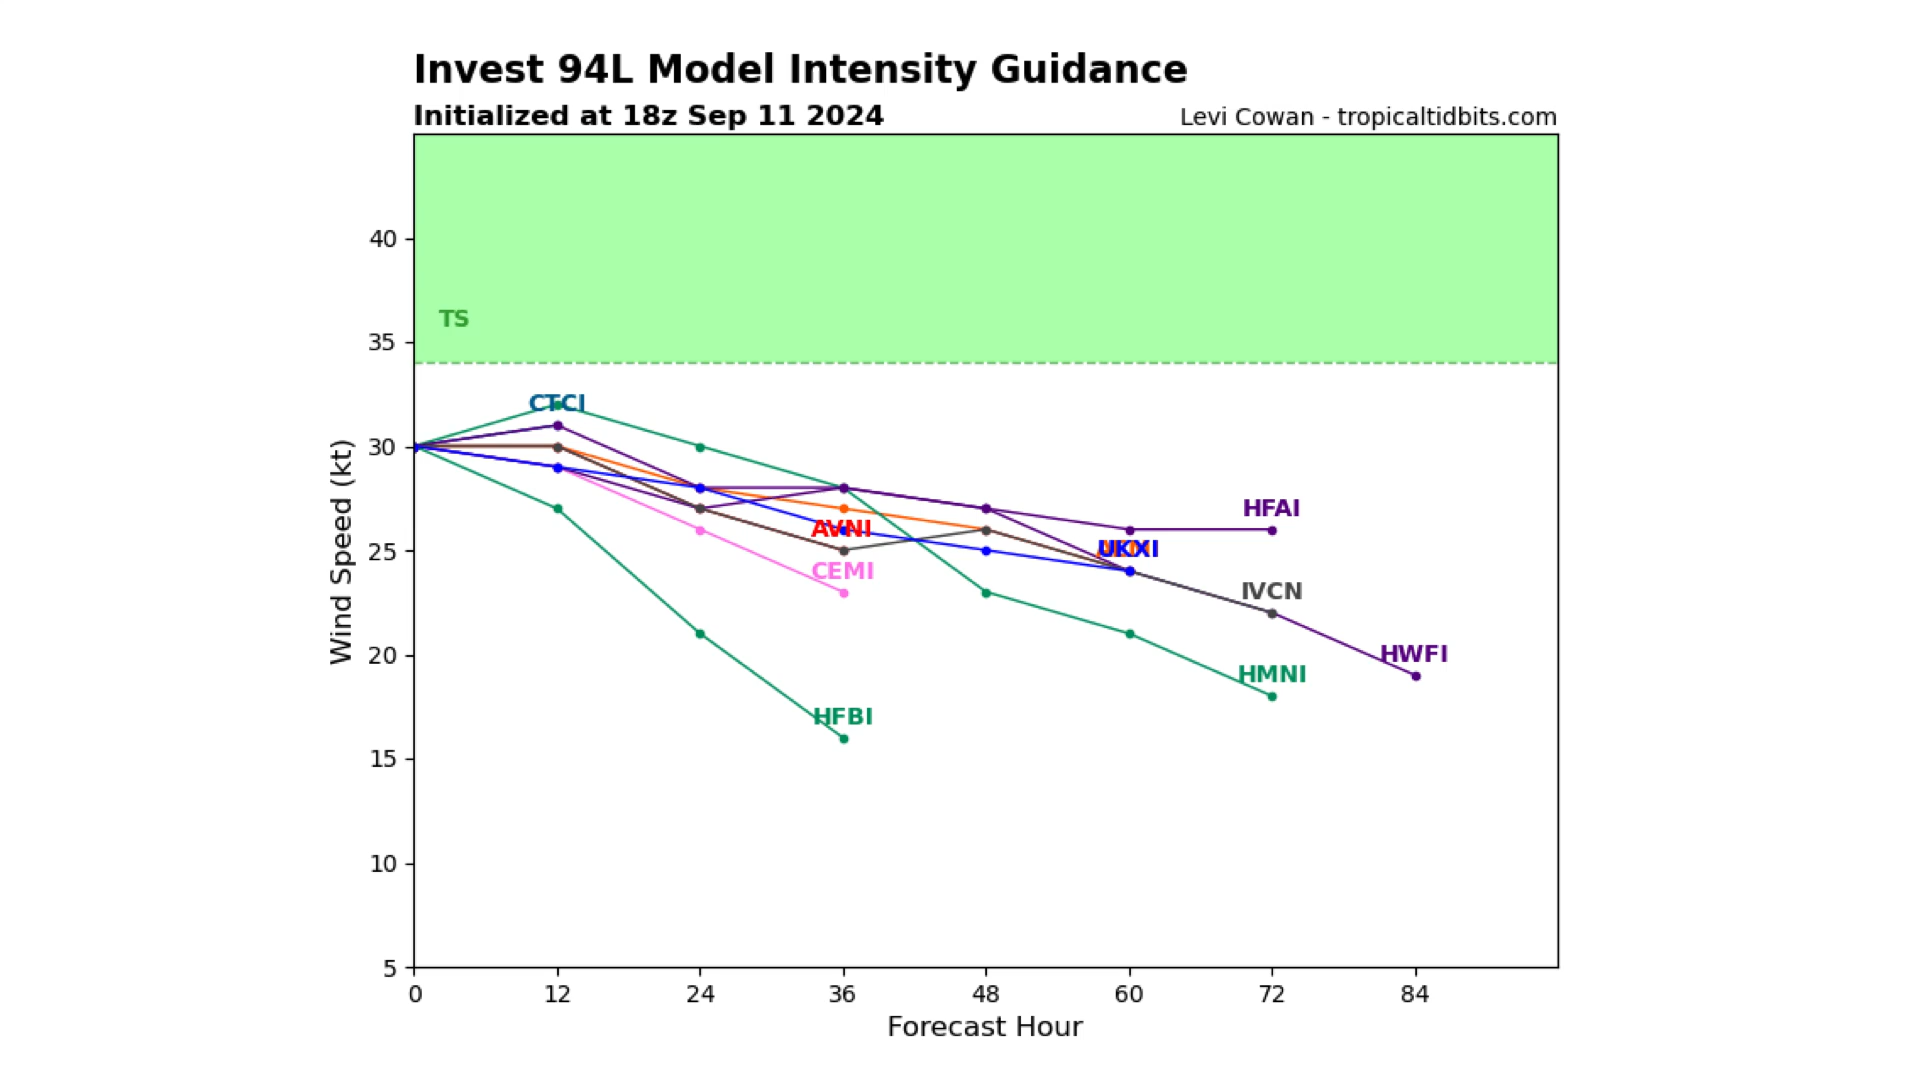 Invest 94L Model Intensity Guidance
Initialized at 18z Sep 11 2024
Levi Cowan - tropicaltidbits.com
40
TS
35
CTCI
30
HFAI
AVNI
UKXI
25
CEMI
IVCN
HWFI
20
HMNI
HFBI
15
10
5
Wind Speed (kt)
0 12 24 36 48 60 72 84
Forecast Hour